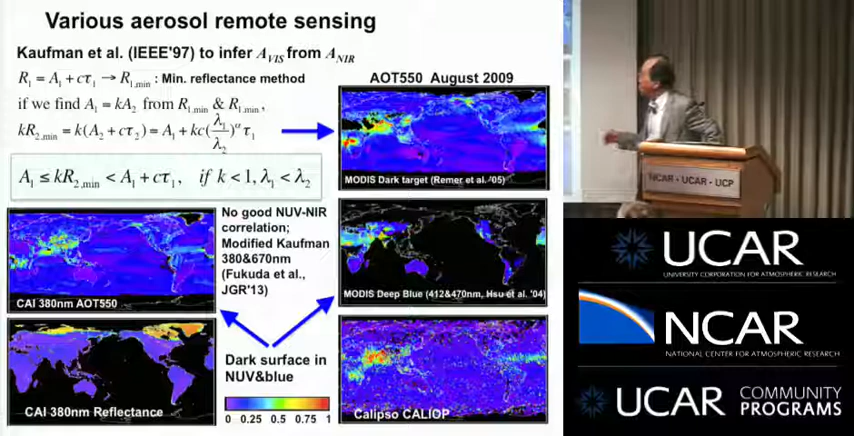 Various aerosol remote sensing
Kaufman et al. (IEEE'97) to infer A_VIS from A_NIR
R₁ = A₁ + cτ₁ → R₁,min : Min. reflectance method
if we find A₁ = kA₂ from R₁,min & R₁,min,
kR₂,min = k(A₂ + cτ₂) = A₁ + kc(λ₁/λ₂)^α τ₁
A₁ ≤ kR₂,min < A₁ + cτ₁, if k < 1, λ₁ < λ₂
AOT550 August 2009
MODIS Dark target (Remer et al. '05)
No good NUV-NIR
correlation;
Modified Kaufman
380&670nm
(Fukuda et al.,
JGR'13)
CAI 380nm AOT550
MODIS Deep Blue (412&470nm, Hsu et al. '04)
Dark surface in
NUV&blue
CAI 380nm Reflectance
Calipso CALIOP
0 0.25 0.5 0.75 1
NCAR - UCAR - UCP
UCAR
UNIVERSITY CORPORATION FOR ATMOSPHERIC RESEARCH
NCAR
NATIONAL CENTER FOR ATMOSPHERIC RESEARCH
UCAR COMMUNITY
PROGRAMS